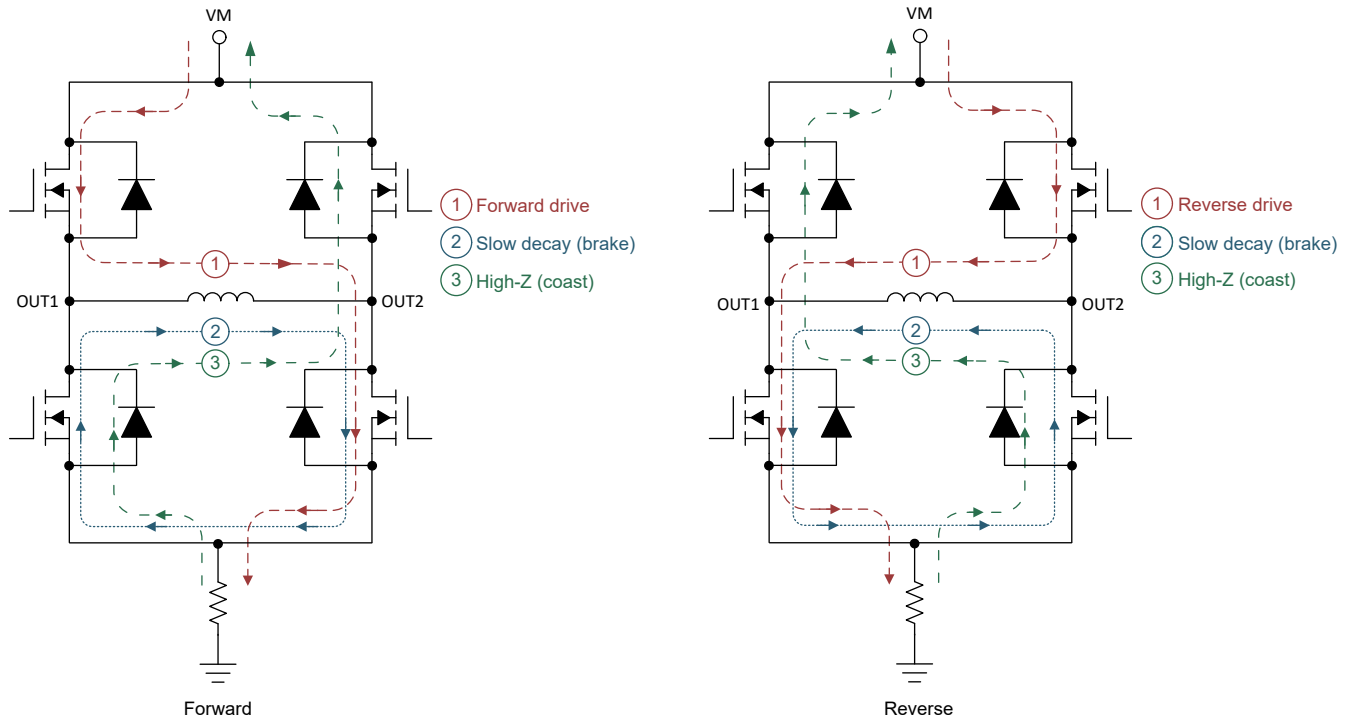 VM
1 Forward drive
2 Slow decay (brake)
3 High-Z (coast)
1
OUT1
OUT2
2
3
Forward
VM
1 Reverse drive
2 Slow decay (brake)
3 High-Z (coast)
1
OUT1
OUT2
2
3
Reverse